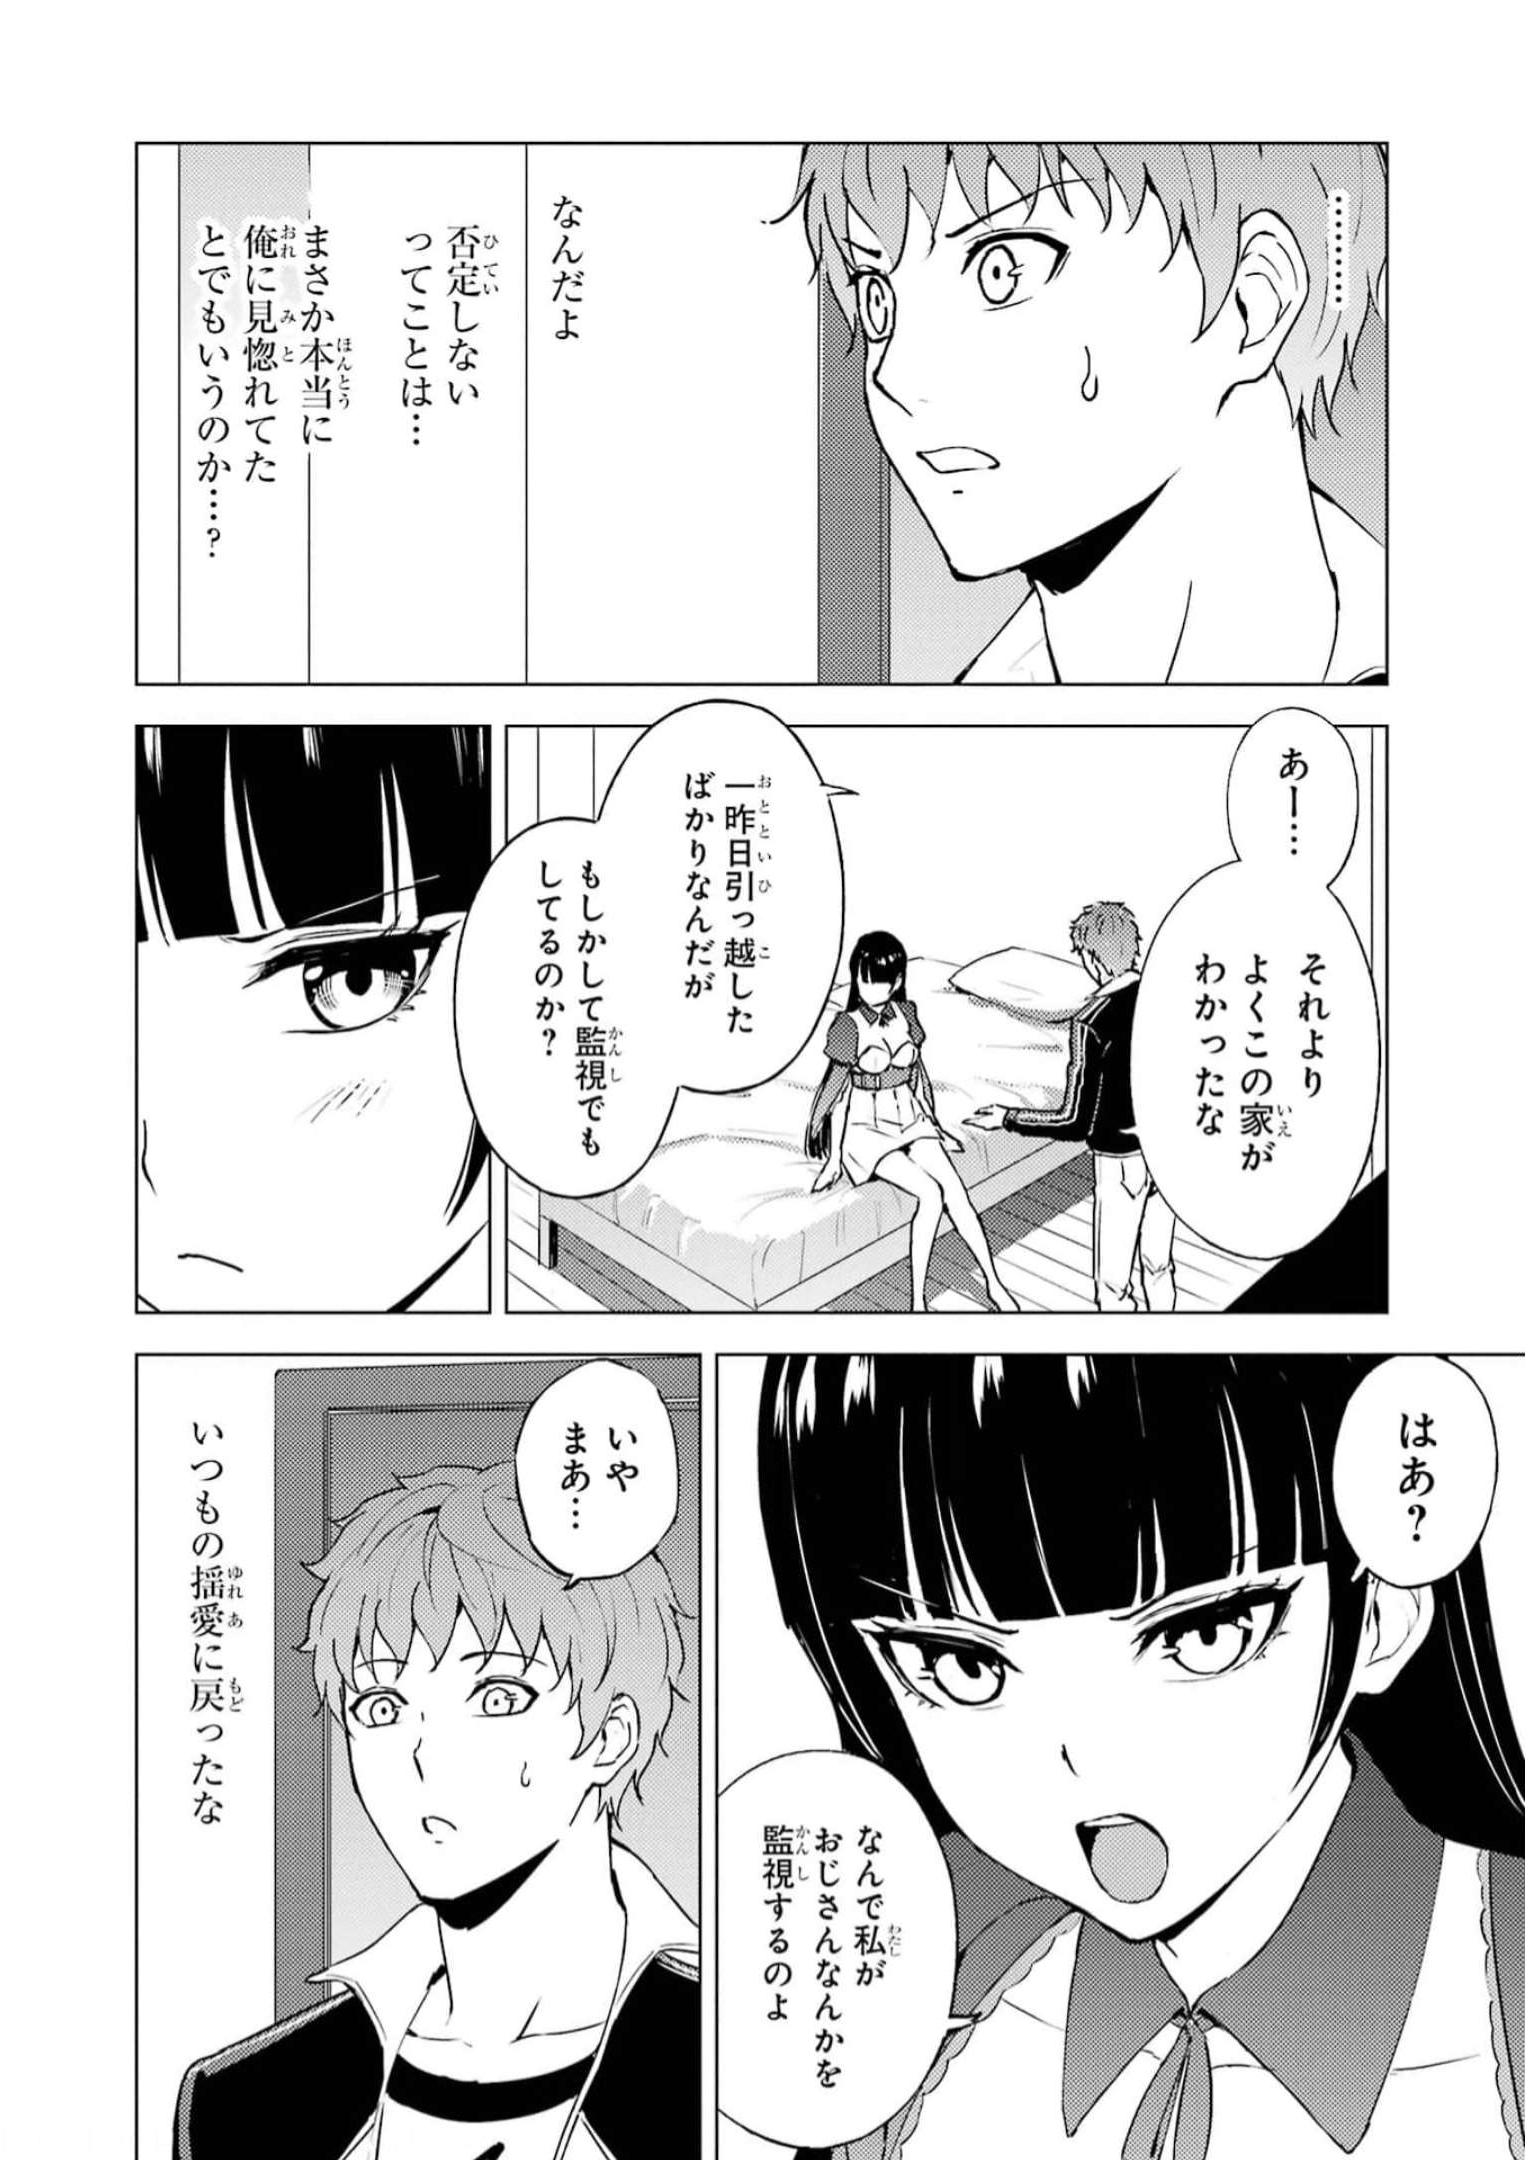 ………
なんだよ
否定しない
ってことは…
まさか本当に
俺に見惚れてた
とでもいうのか…？
あー…
それより
よくこの家が
わかったな
一昨日引っ越した
ばかりなんだが
もしかして監視でも
してるのか？
はあ？
なんで私が
おじさんなんかを
監視するのよ
いや
まあ…
いつもの揺愛に戻ったな